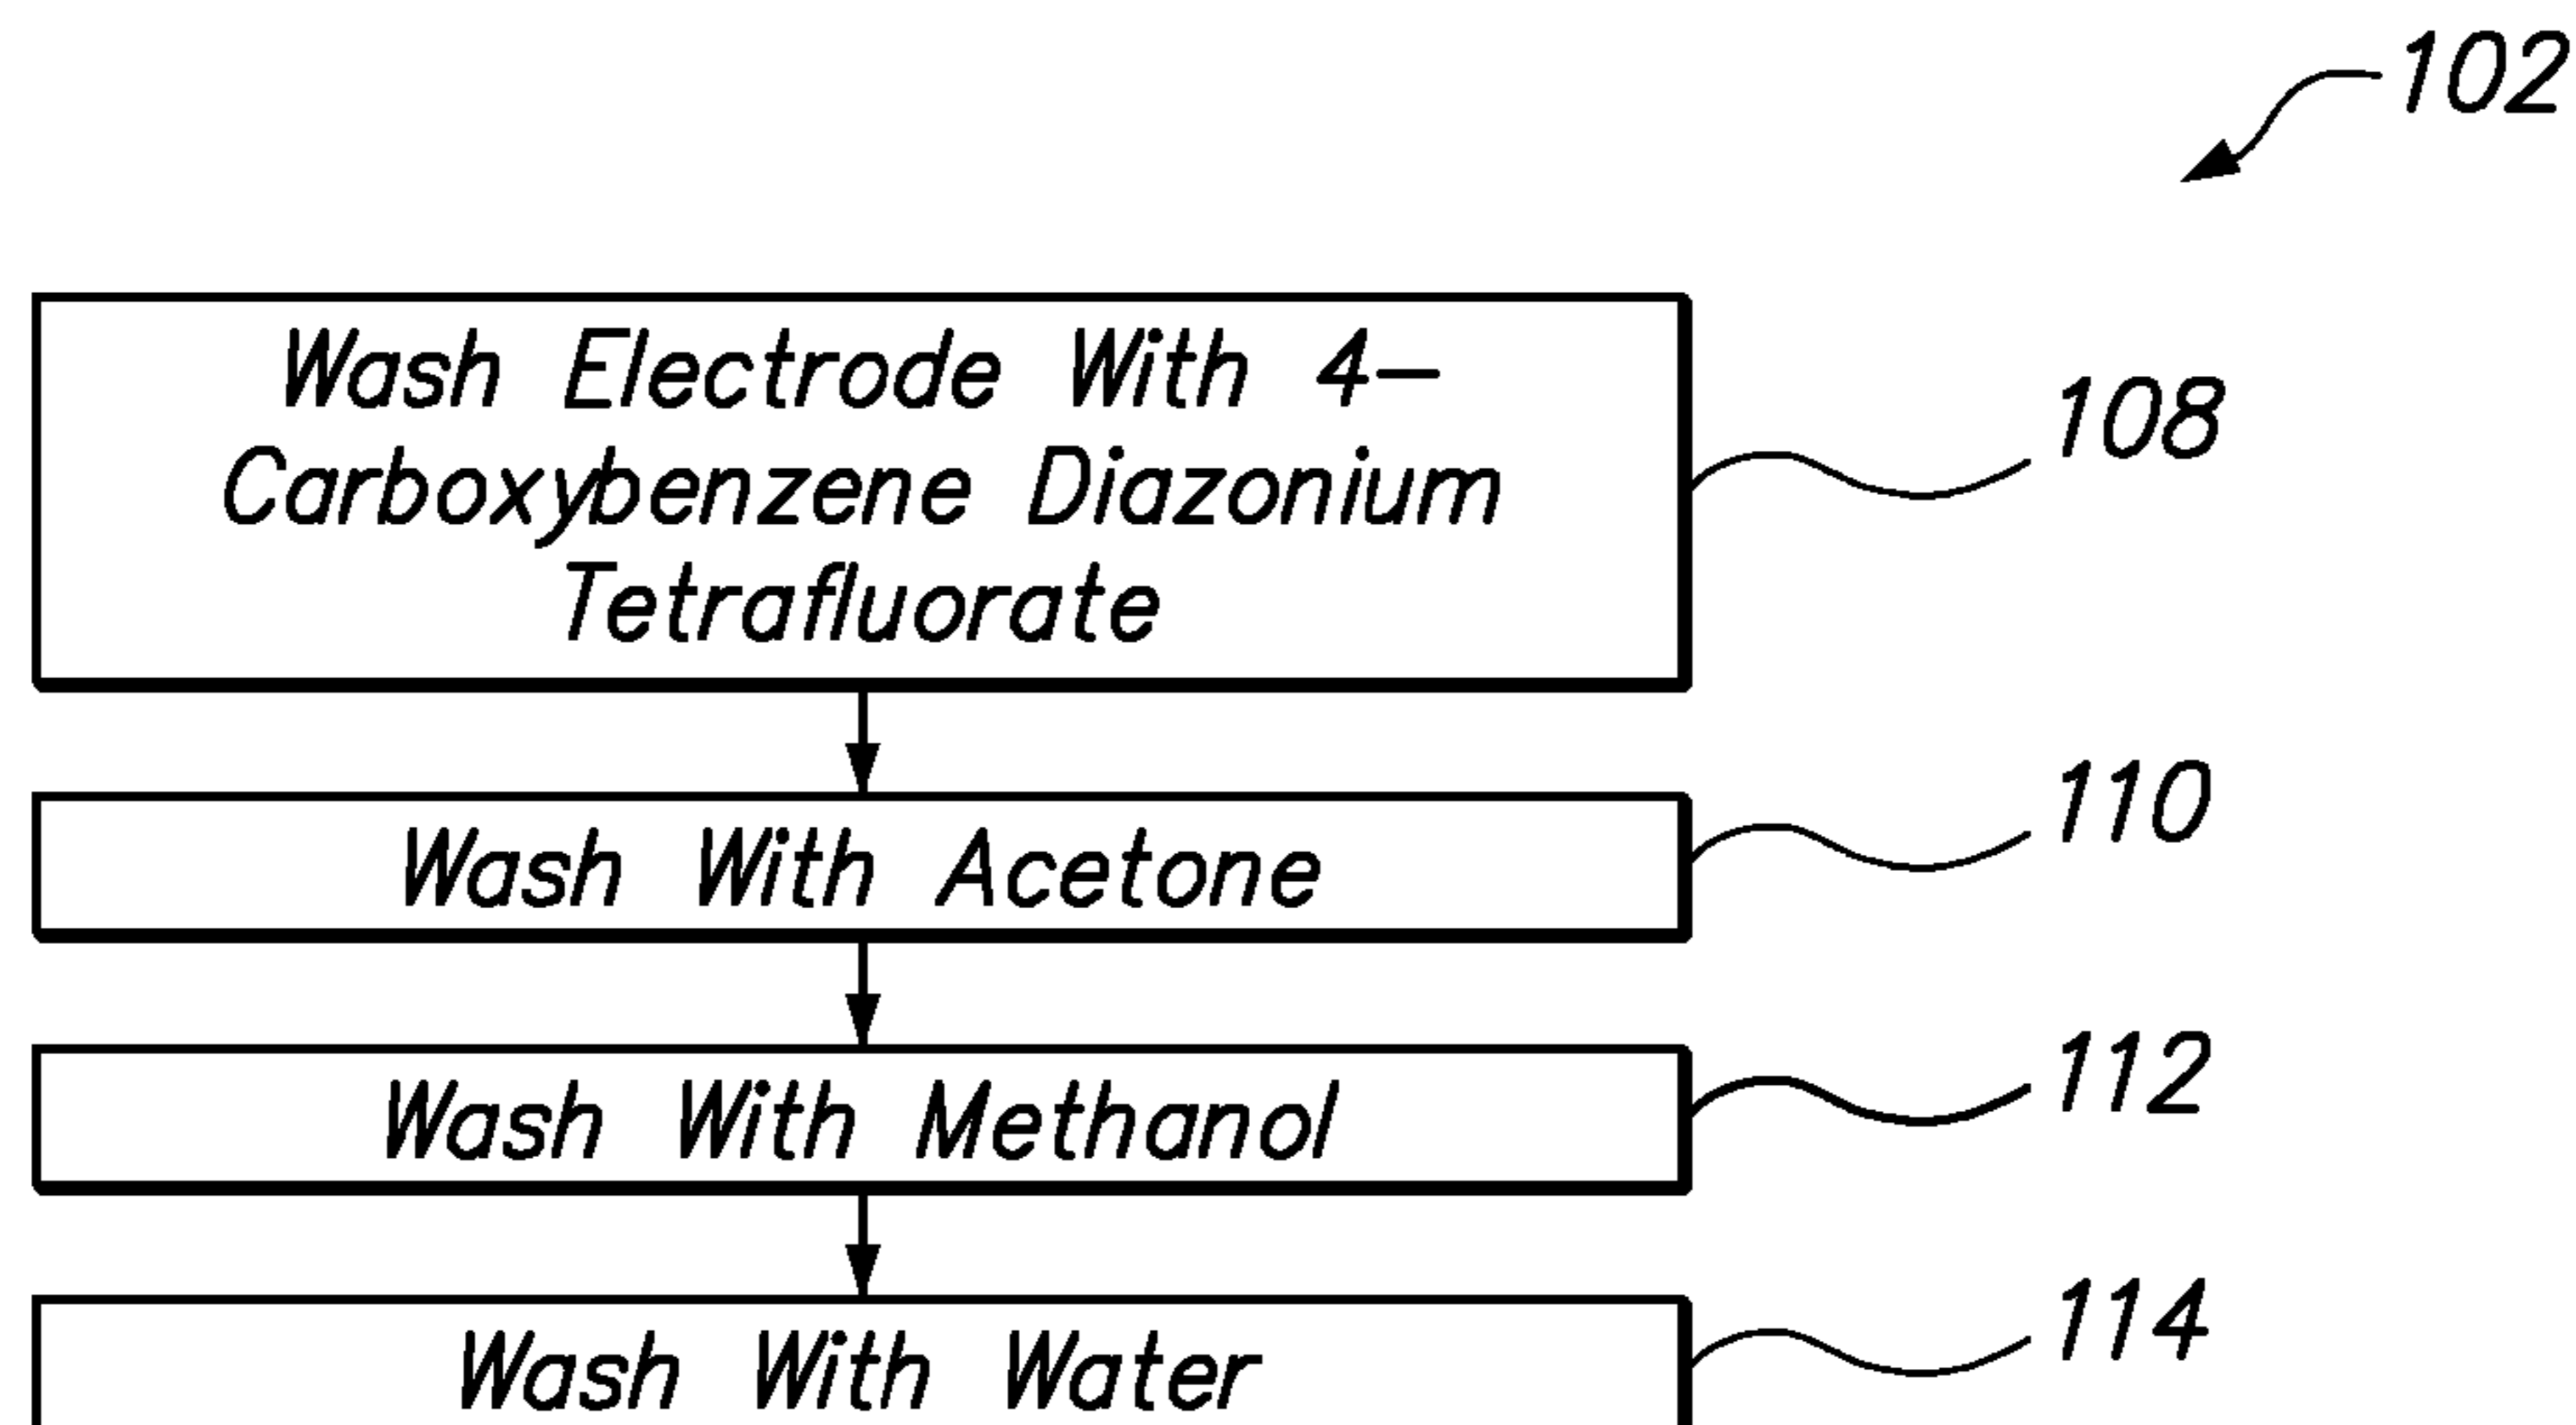 102
Wash Electrode With 4-
Carboxybenzene Diazonium
Tetrafluorate
108
Wash With Acetone
110
Wash With Methanol
112
Wash With Water
114